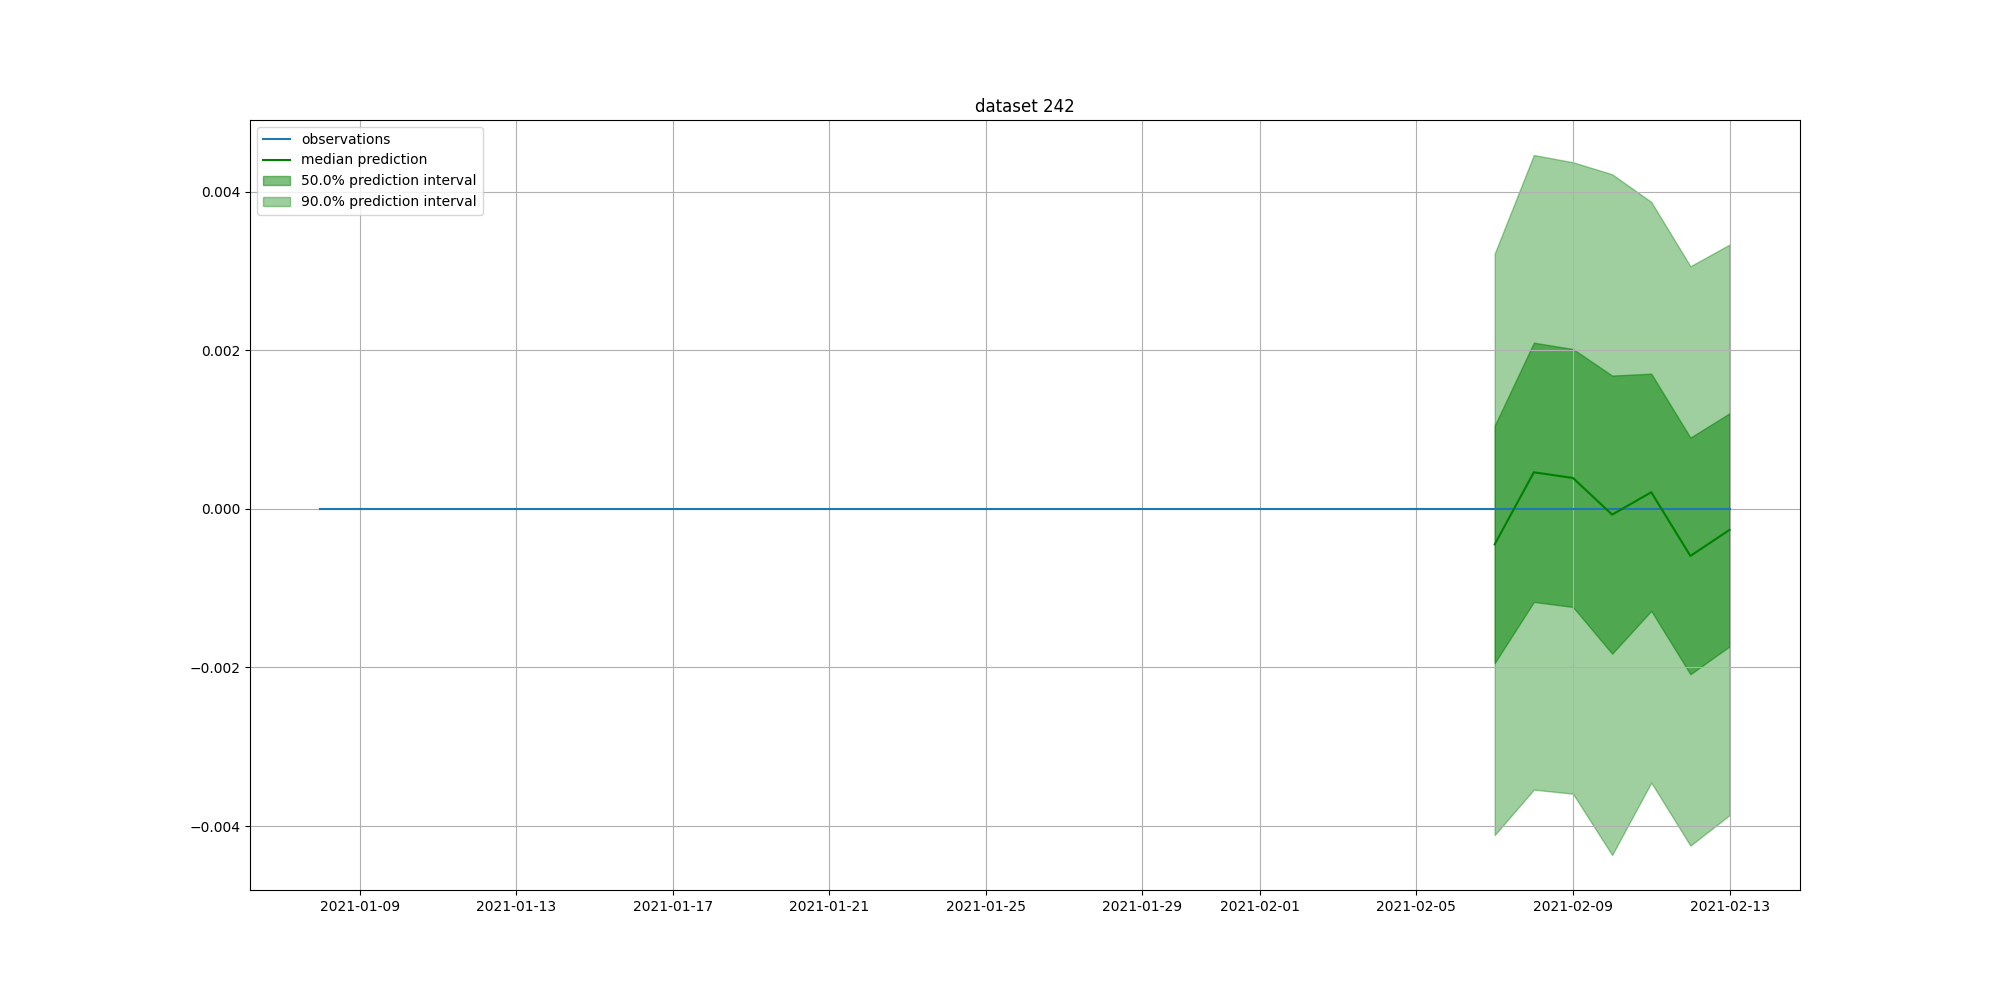 dataset 242
observations
median prediction
50.0% prediction interval
90.0% prediction interval
0.004
0.002
0.000
−0.002
−0.004
2021-01-09 2021-01-13 2021-01-17 2021-01-21 2021-01-25 2021-01-29 2021-02-01 2021-02-05 2021-02-09 2021-02-13